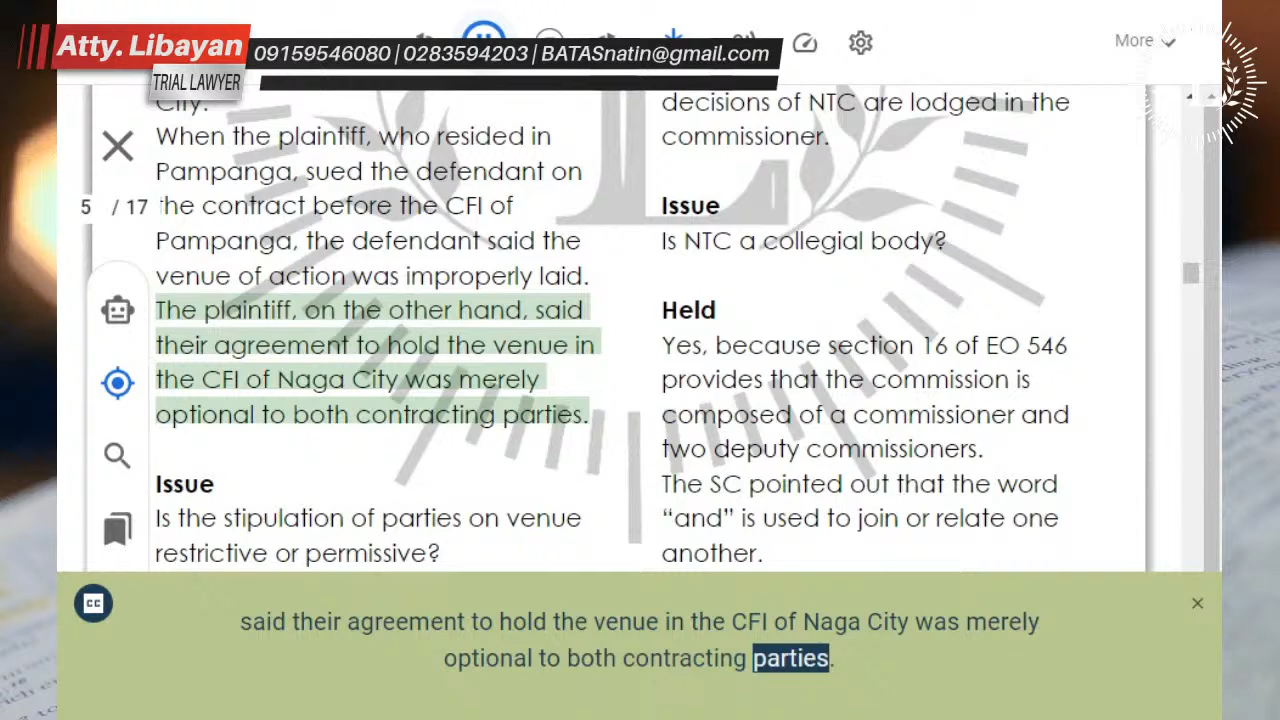 Atty. Libayan
TRIAL LAWYER
09159546080 | 0283594203 | BATASnatin@gmail.com
More
5 / 17
City.
When the plaintiff, who resided in
Pampanga, sued the defendant on
the contract before the CFI of
Pampanga, the defendant said the
venue of action was improperly laid.
The plaintiff, on the other hand, said
their agreement to hold the venue in
the CFI of Naga City was merely
optional to both contracting parties.
Issue
Is the stipulation of parties on venue
restrictive or permissive?
decisions of NTC are lodged in the
commissioner.
Issue
Is NTC a collegial body?
Held
Yes, because section 16 of EO 546
provides that the commission is
composed of a commissioner and
two deputy commissioners.
The SC pointed out that the word
“and” is used to join or relate one
another.
CC
said their agreement to hold the venue in the CFI of Naga City was merely
optional to both contracting parties.